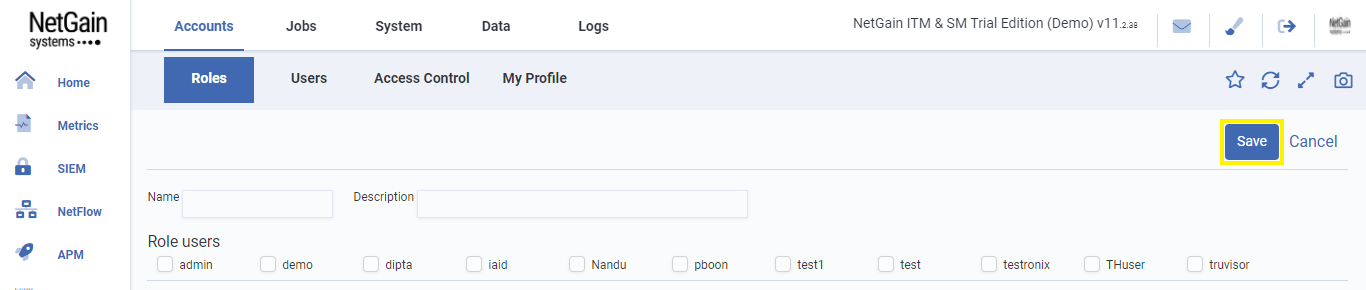 NetGain
systems
Accounts Jobs System Data Logs
NetGain ITM & SM Trial Edition (Demo) v11.2.38
NetGain
Home
Metrics
SIEM
NetFlow
APM
Roles Users Access Control My Profile
Save Cancel
Name Description
Role users
admin demo dipta iaid Nandu pboon test1 test testronix THuser truvisor